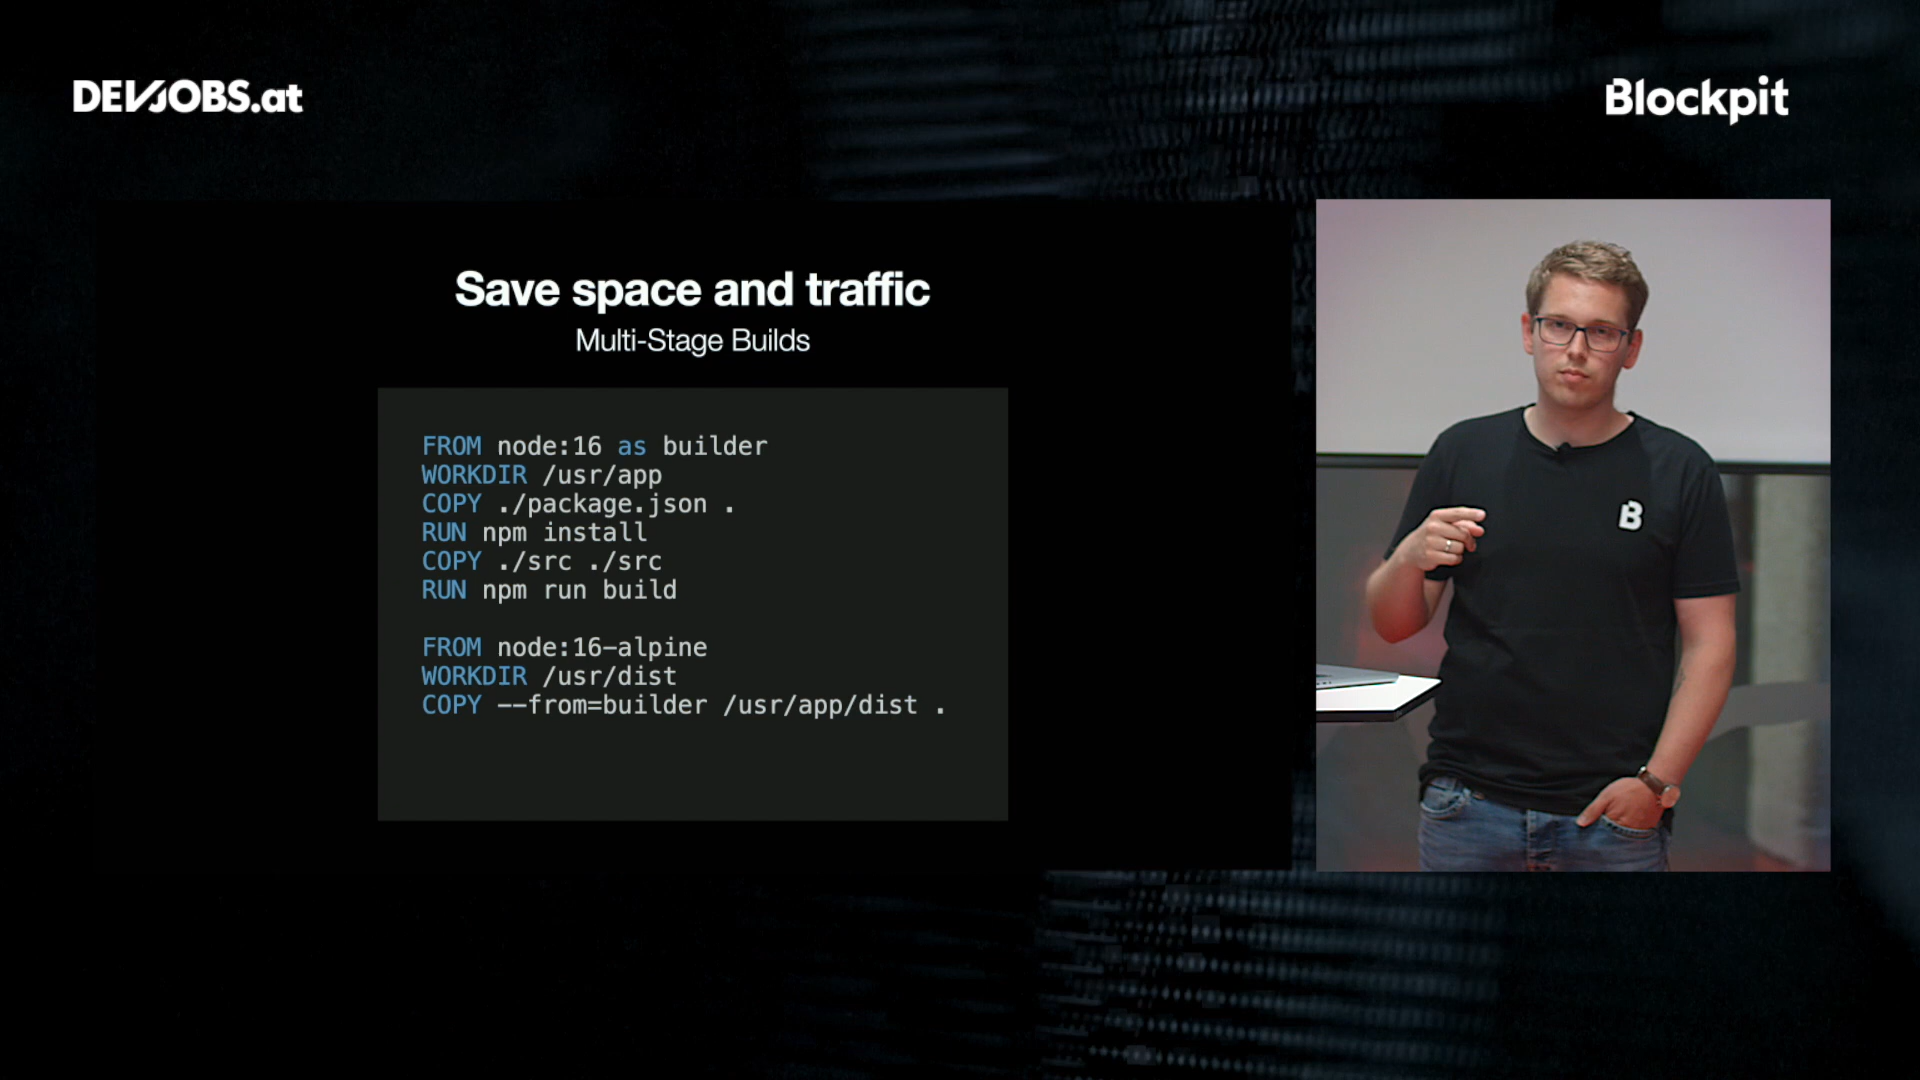 DEVJOBS.at
Blockpit
Save space and traffic
Multi-Stage Builds
FROM node:16 as builder
WORKDIR /usr/app
COPY ./package.json .
RUN npm install
COPY ./src ./src
RUN npm run build
FROM node:16-alpine
WORKDIR /usr/dist
COPY --from=builder /usr/app/dist .
B